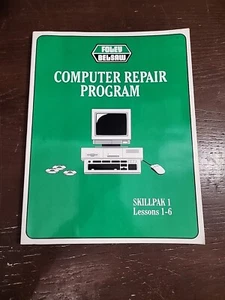 FOLEY
BELSAW
COMPUTER REPAIR
PROGRAM
SKILLPAK 1
Lessons 1-6